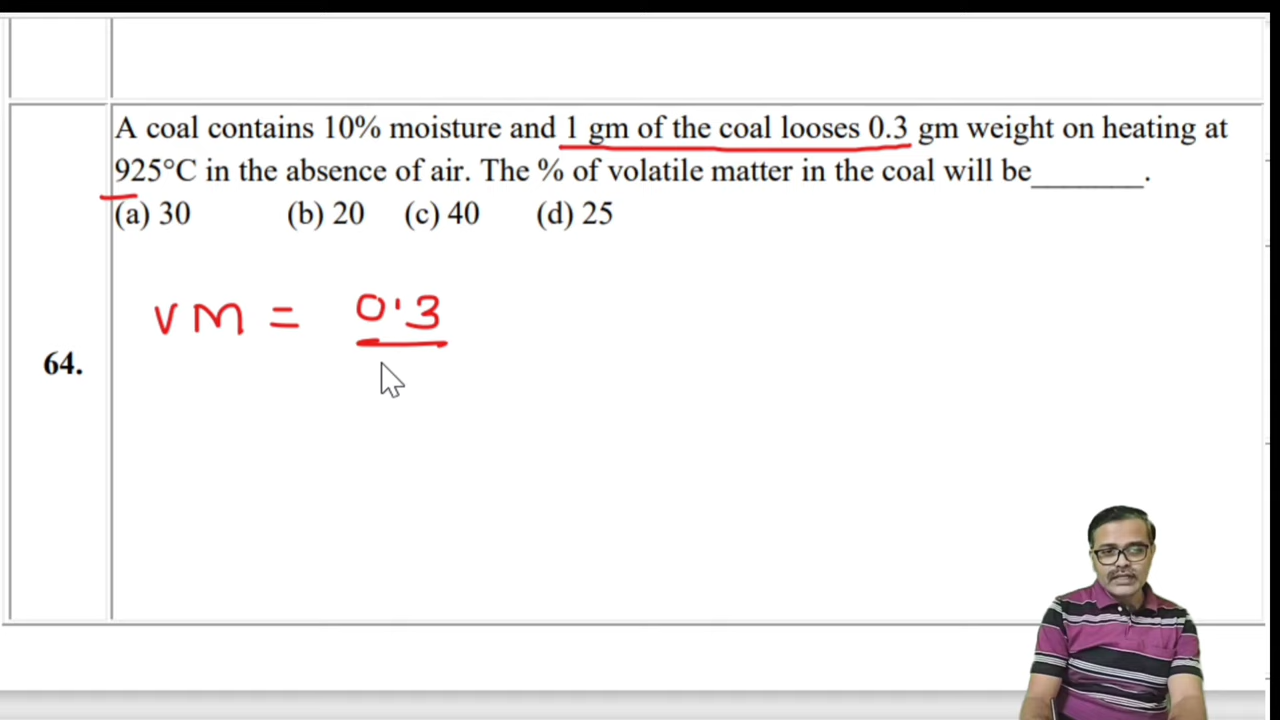 A coal contains 10% moisture and 1 gm of the coal looses 0.3 gm weight on heating at
925°C in the absence of air. The % of volatile matter in the coal will be_______.
(a) 30 (b) 20 (c) 40 (d) 25
VM = 0.3
64.